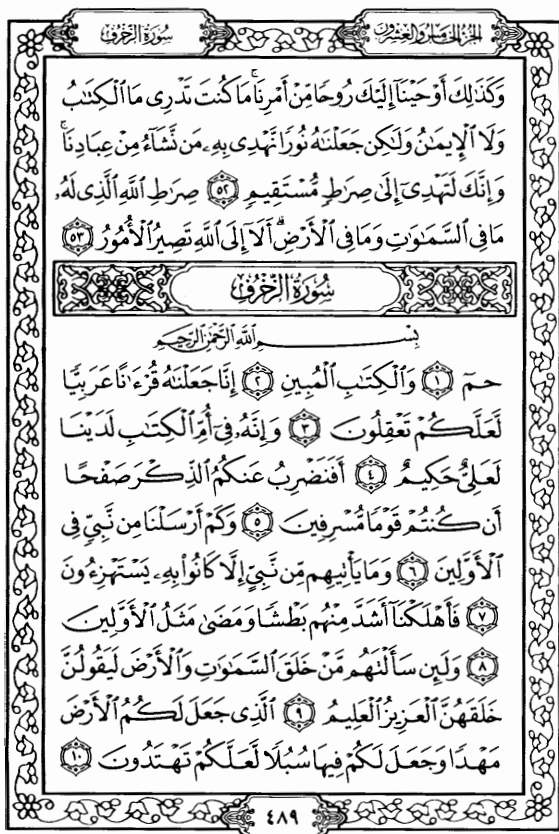 الجزء الخامس والعشرون
سورة الزخرف
وَكَذَٰلِكَ أَوْحَيْنَآ إِلَيْكَ رُوحًا مِّنْ أَمْرِنَا ۚ مَا كُنتَ تَدْرِى مَا ٱلْكِتَٰبُ
وَلَا ٱلْإِيمَٰنُ وَلَٰكِن جَعَلْنَٰهُ نُورًا نَّهْدِى بِهِۦ مَن نَّشَآءُ مِنْ عِبَادِنَا ۚ
وَإِنَّكَ لَتَهْدِىٓ إِلَىٰ صِرَٰطٍ مُّسْتَقِيمٍ ٥٢ صِرَٰطِ ٱللَّهِ ٱلَّذِى لَهُۥ
مَا فِى ٱلسَّمَٰوَٰتِ وَمَا فِى ٱلْأَرْضِ ۗ أَلَآ إِلَى ٱللَّهِ تَصِيرُ ٱلْأُمُورُ ٥٣
سُورَةُ الزُّخْرُفِ
بِسْمِ ٱللَّهِ ٱلرَّحْمَٰنِ ٱلرَّحِيمِ
حمٓ ١ وَٱلْكِتَٰبِ ٱلْمُبِينِ ٢ إِنَّا جَعَلْنَٰهُ قُرْءَٰنًا عَرَبِيًّا
لَّعَلَّكُمْ تَعْقِلُونَ ٣ وَإِنَّهُۥ فِىٓ أُمِّ ٱلْكِتَٰبِ لَدَيْنَا
لَعَلِىٌّ حَكِيمٌ ٤ أَفَنَضْرِبُ عَنكُمُ ٱلذِّكْرَ صَفْحًا
أَن كُنتُمْ قَوْمًا مُّسْرِفِينَ ٥ وَكَمْ أَرْسَلْنَا مِن نَّبِىٍّ فِى
ٱلْأَوَّلِينَ ٦ وَمَا يَأْتِيهِم مِّن نَّبِىٍّ إِلَّا كَانُوا۟ بِهِۦ يَسْتَهْزِءُونَ
٧ فَأَهْلَكْنَآ أَشَدَّ مِنْهُم بَطْشًا وَمَضَىٰ مَثَلُ ٱلْأَوَّلِينَ
٨ وَلَئِن سَأَلْتَهُم مَّنْ خَلَقَ ٱلسَّمَٰوَٰتِ وَٱلْأَرْضَ لَيَقُولُنَّ
خَلَقَهُنَّ ٱلْعَزِيزُ ٱلْعَلِيمُ ٩ ٱلَّذِى جَعَلَ لَكُمُ ٱلْأَرْضَ
مَهْدًا وَجَعَلَ لَكُمْ فِيهَا سُبُلًا لَّعَلَّكُمْ تَهْتَدُونَ ١٠
٤٨٩